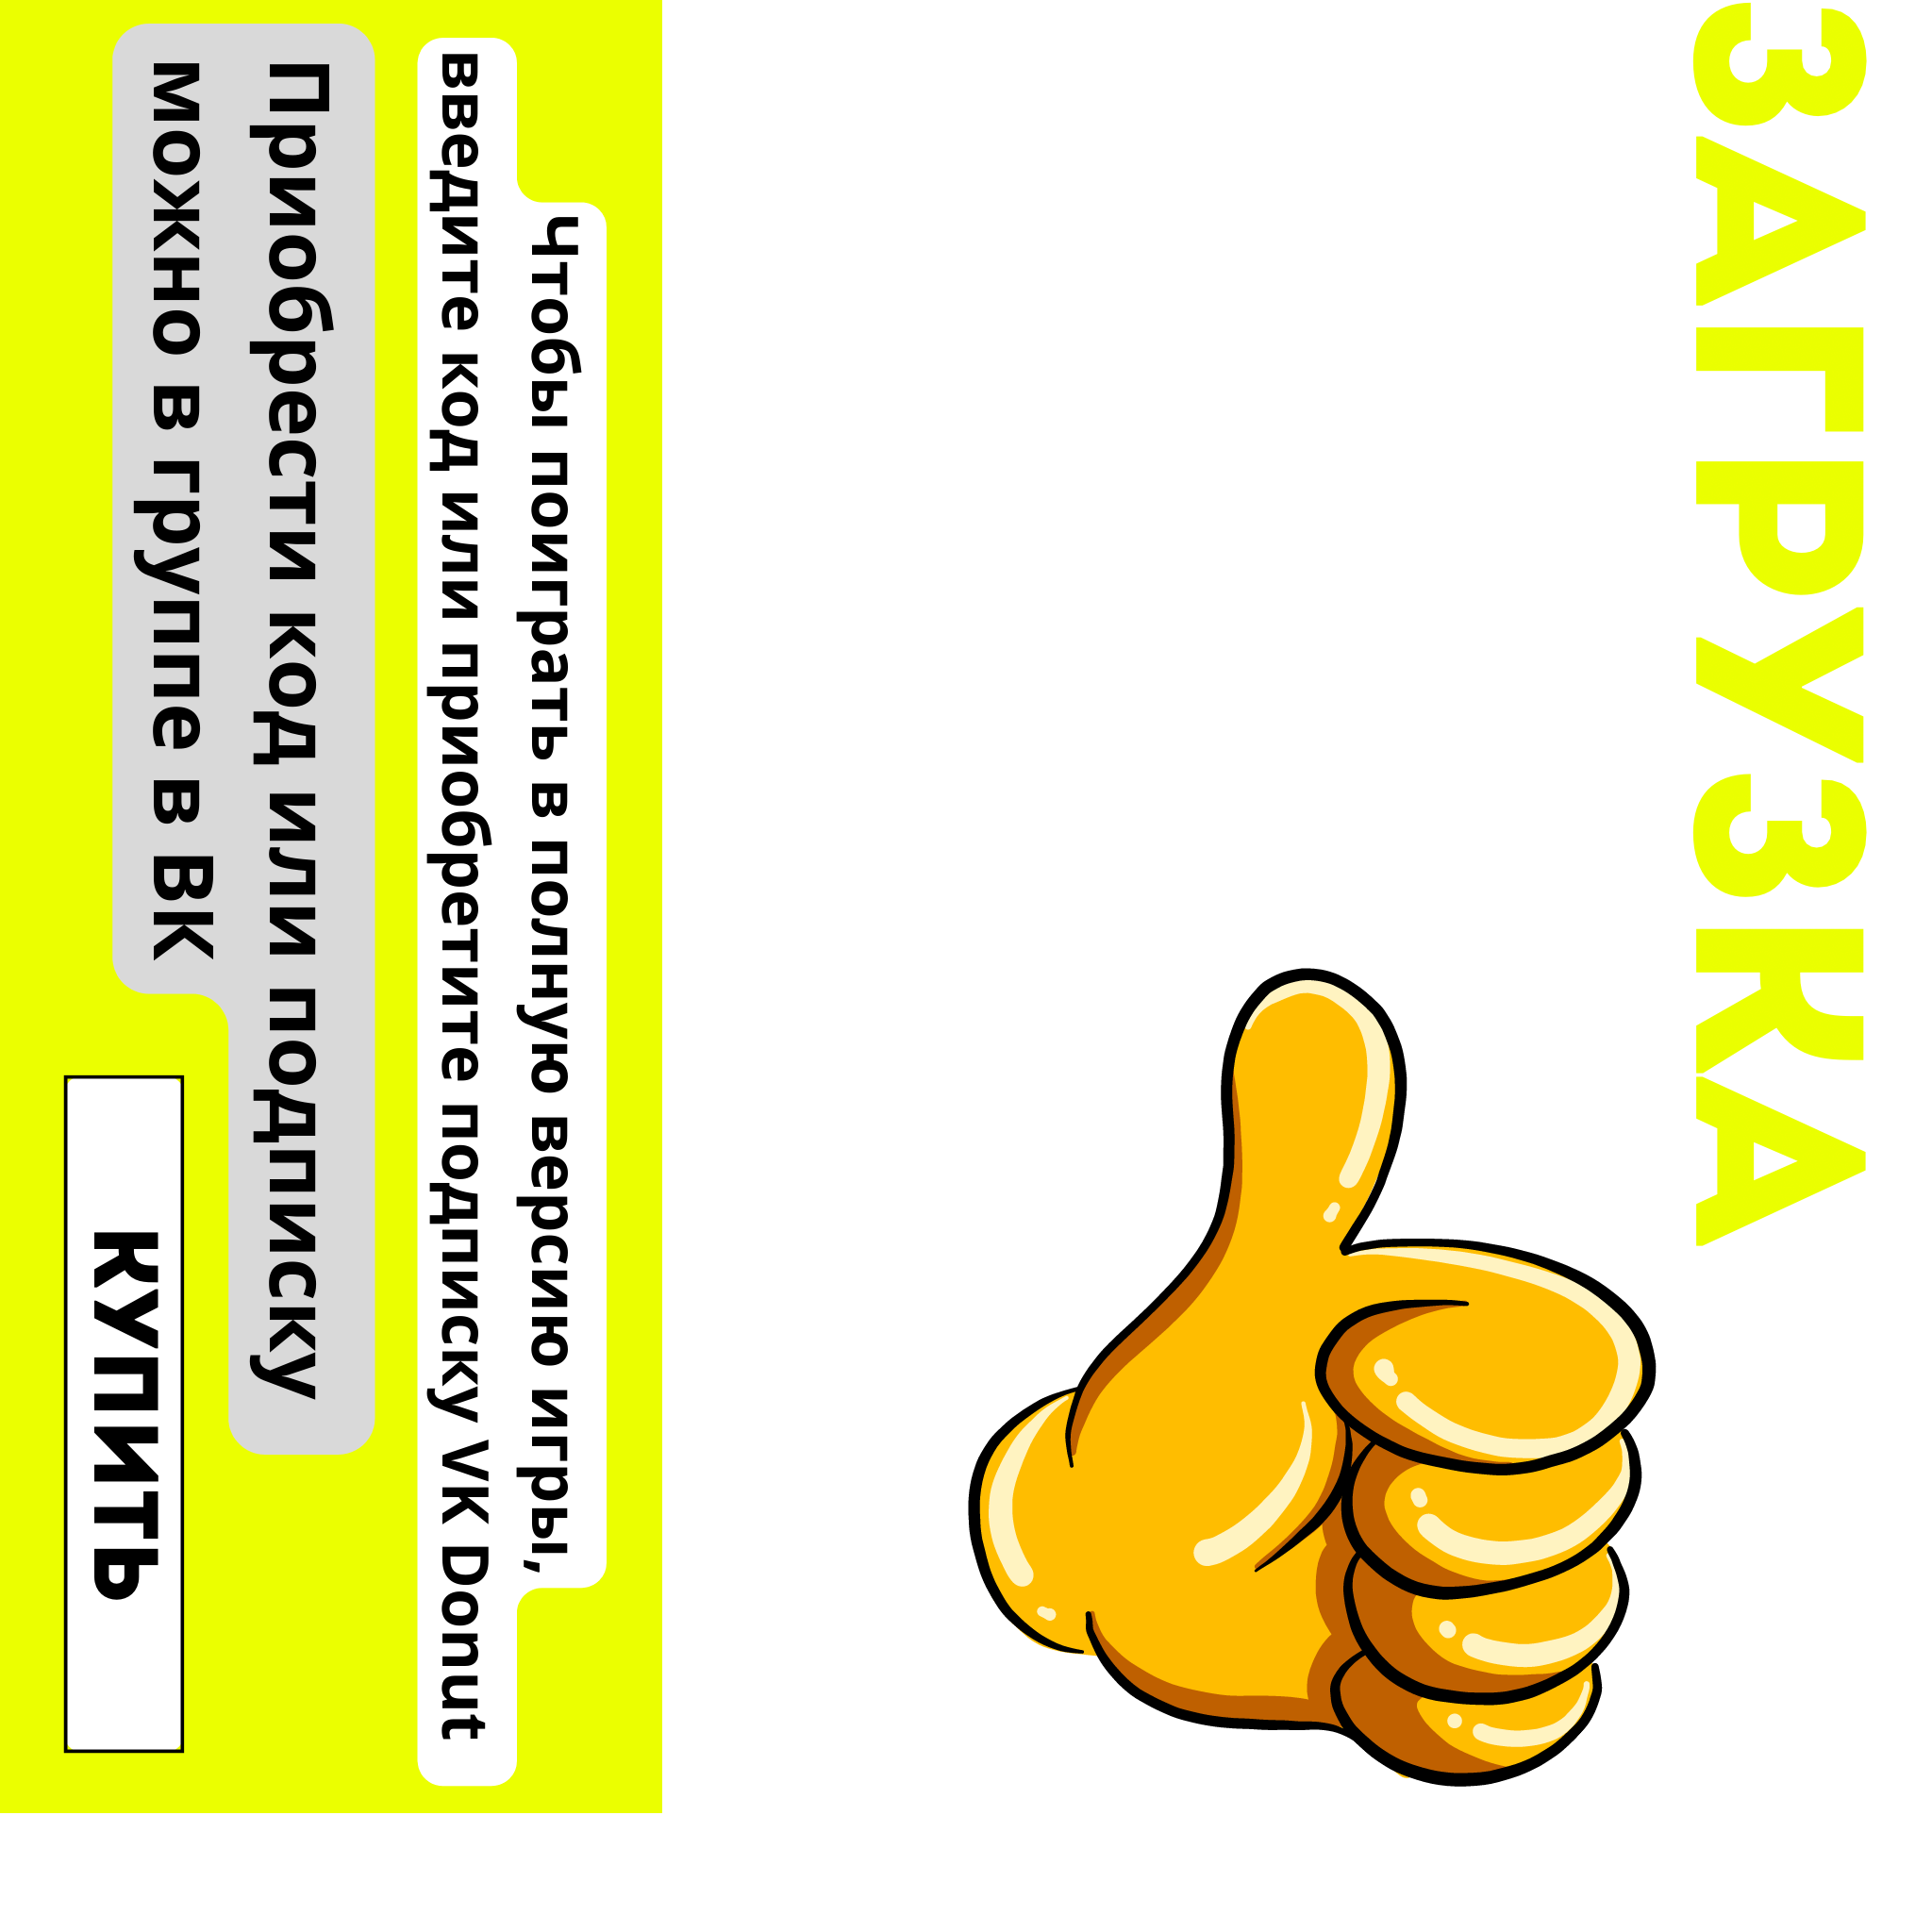 ЗАГРУЗКА
Чтобы поиграть в полную версию игры,
введите код или приобретите подписку VK Donut
Приобрести код или подписку
можно в группе в ВК
КУПИТЬ